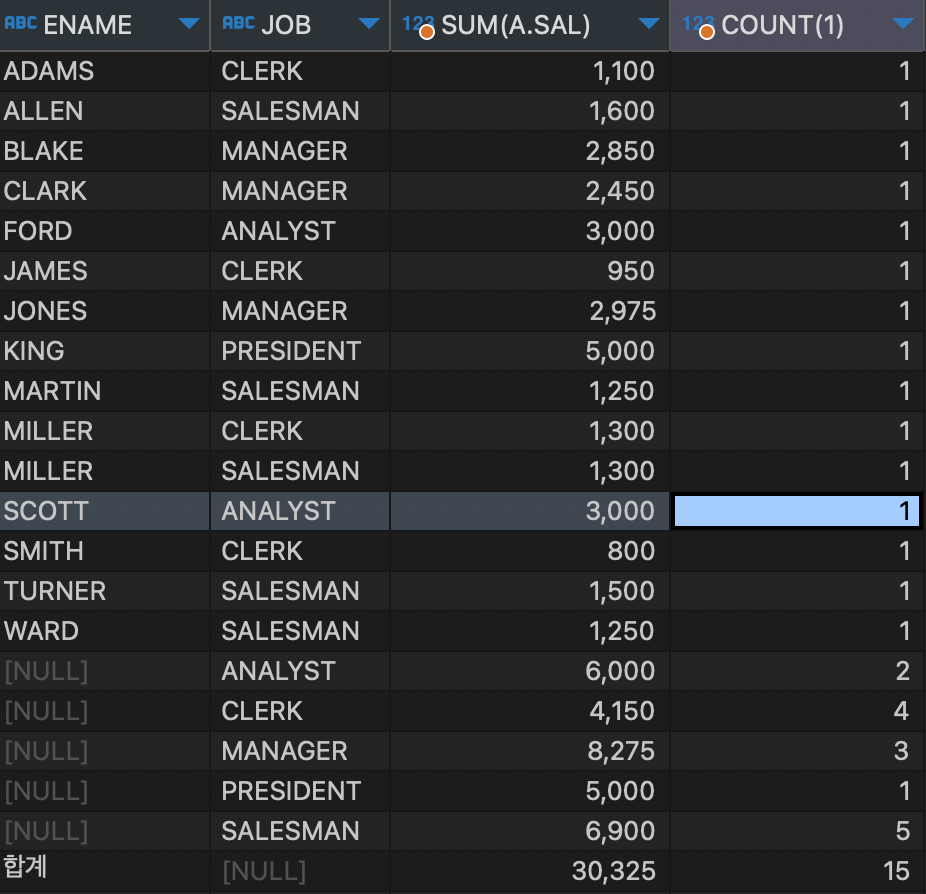 ABC ENAME ABC JOB 123 SUM(A.SAL) 123 COUNT(1)
ADAMS CLERK 1,100 1
ALLEN SALESMAN 1,600 1
BLAKE MANAGER 2,850 1
CLARK MANAGER 2,450 1
FORD ANALYST 3,000 1
JAMES CLERK 950 1
JONES MANAGER 2,975 1
KING PRESIDENT 5,000 1
MARTIN SALESMAN 1,250 1
MILLER CLERK 1,300 1
MILLER SALESMAN 1,300 1
SCOTT ANALYST 3,000 1
SMITH CLERK 800 1
TURNER SALESMAN 1,500 1
WARD SALESMAN 1,250 1
[NULL] ANALYST 6,000 2
[NULL] CLERK 4,150 4
[NULL] MANAGER 8,275 3
[NULL] PRESIDENT 5,000 1
[NULL] SALESMAN 6,900 5
합계 [NULL] 30,325 15